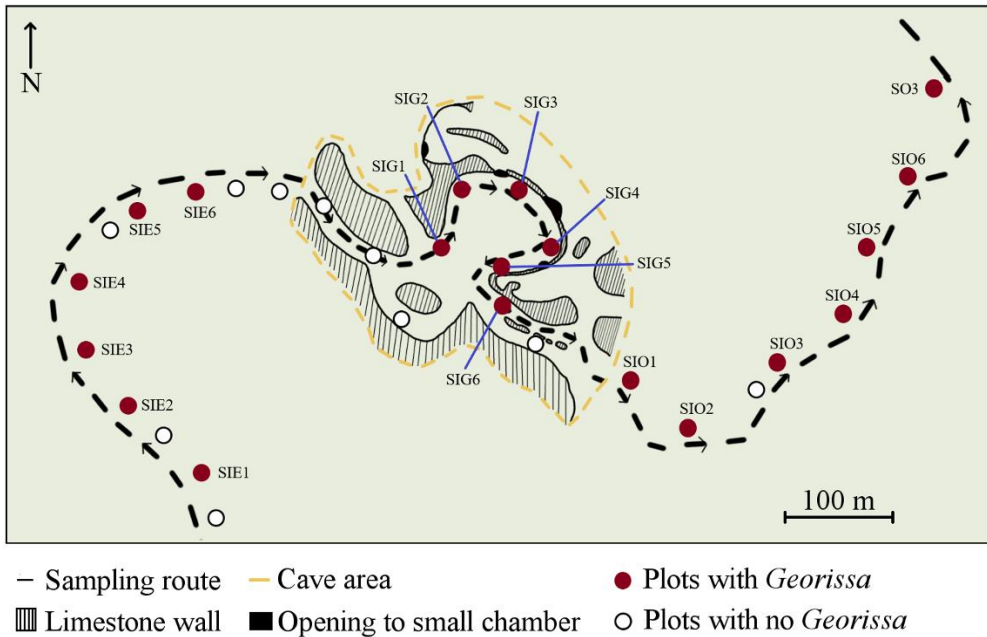 N
SIG2
SIG3
SIG1
SIG4
SIG5
SIG6
SIE6
SIE5
SIE4
SIE3
SIE2
SIE1
SO3
SIO6
SIO5
SIO4
SIO3
SIO1
SIO2
100 m
Sampling route
Cave area
Plots with Georissa
Limestone wall
Opening to small chamber
Plots with no Georissa